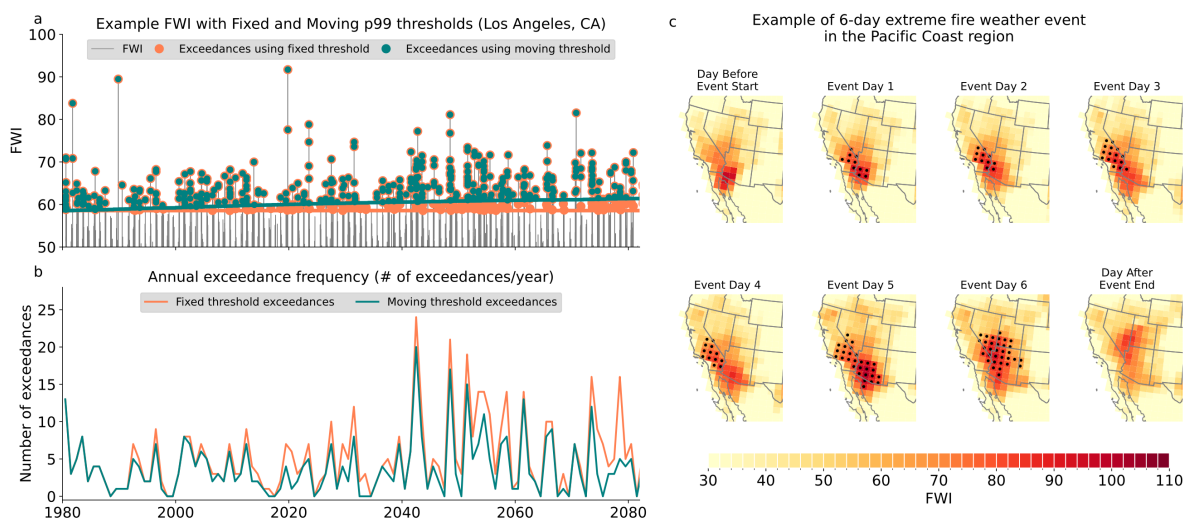 a
Example FWI with Fixed and Moving p99 thresholds (Los Angeles, CA)
FWI
Exceedances using fixed threshold
Exceedances using moving threshold
FWI
100
90
80
70
60
50
2000
2020
2040
2060
2080
b
Annual exceedance frequency (# of exceedances/year)
Fixed threshold exceedances
Moving threshold exceedances
Number of exceedances
25
20
15
10
5
0
1980
2000
2020
2040
2060
2080
c
Example of 6-day extreme fire weather event
in the Pacific Coast region
Day Before
Event Start
Event Day 1
Event Day 2
Event Day 3
Event Day 4
Event Day 5
Event Day 6
Day After
Event End
30
40
50
60
70
80
90
100
110
FWI